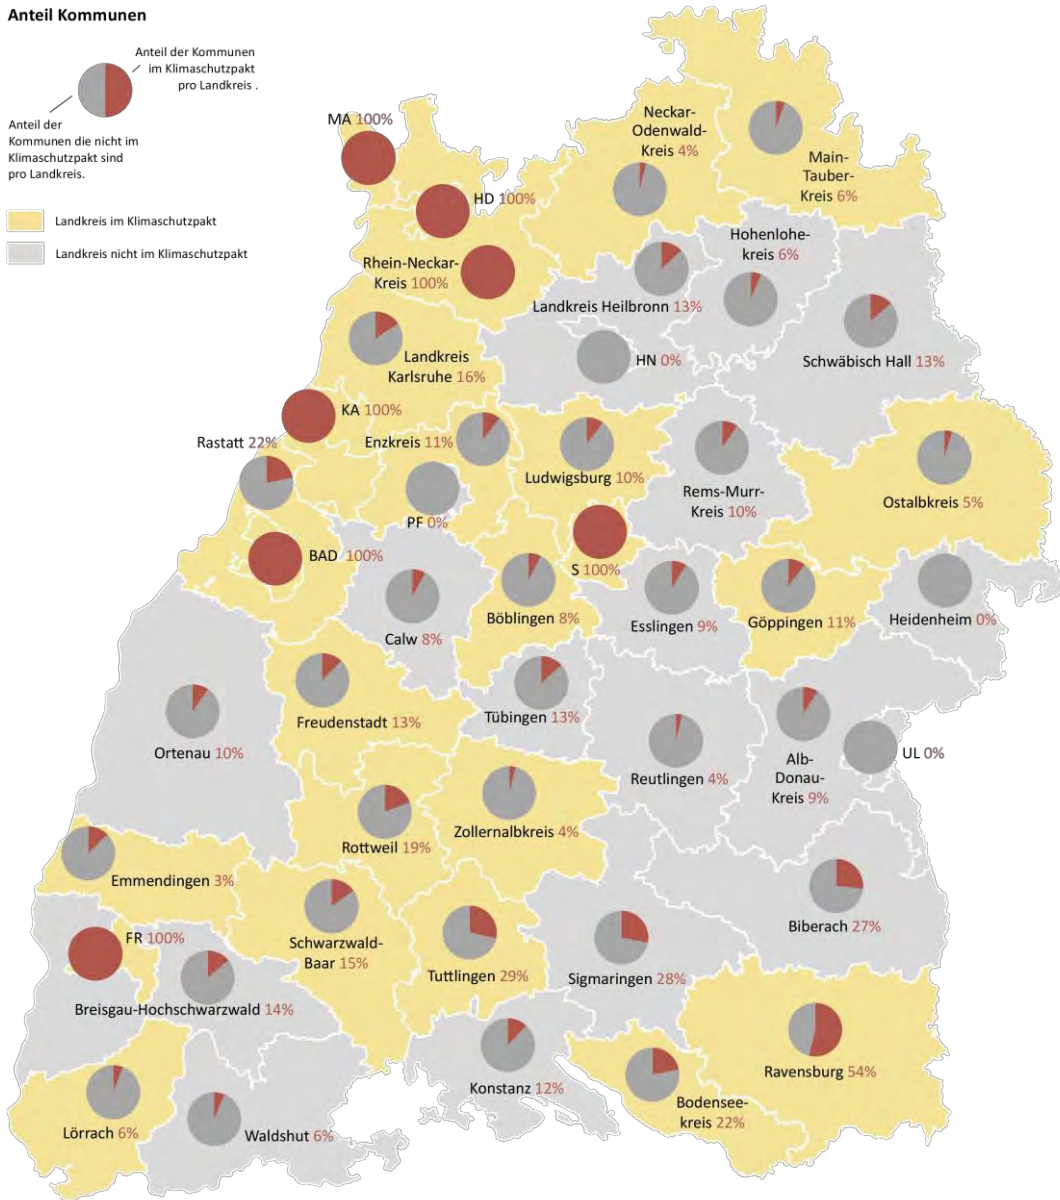 Anteil Kommunen
Anteil der Kommunen
im Klimaschutzpakt
pro Landkreis .
Anteil der
Kommunen die nicht im
Klimaschutzpakt sind
pro Landkreis.
Landkreis im Klimaschutzpakt
Landkreis nicht im Klimaschutzpakt
MA 100%
Neckar-
Odenwald-
Kreis 4%
Main-
Tauber-
Kreis 6%
HD 100%
Rhein-Neckar-
Kreis 100%
Hohenlohe-
kreis 6%
Landkreis Heilbronn 13%
Landkreis
Karlsruhe 16%
HN 0%
Schwäbisch Hall 13%
KA 100%
Rastatt 22%
Enzkreis 11%
Ludwigsburg 10%
Rems-Murr-
Kreis 10%
Ostalbkreis 5%
PF 0%
BAD 100%
S 100%
Calw 8%
Böblingen 8%
Esslingen 9%
Göppingen 11%
Heidenheim 0%
Freudenstadt 13%
Tübingen 13%
Ortenau 10%
Reutlingen 4%
Alb-
Donau-
Kreis 9%
UL 0%
Rottweil 19%
Zollernalbkreis 4%
Emmendingen 3%
Biberach 27%
FR 100%
Schwarzwald-
Baar 15%
Tuttlingen 29%
Sigmaringen 28%
Breisgau-Hochschwarzwald 14%
Ravensburg 54%
Konstanz 12%
Bodensee-
kreis 22%
Lörrach 6%
Waldshut 6%